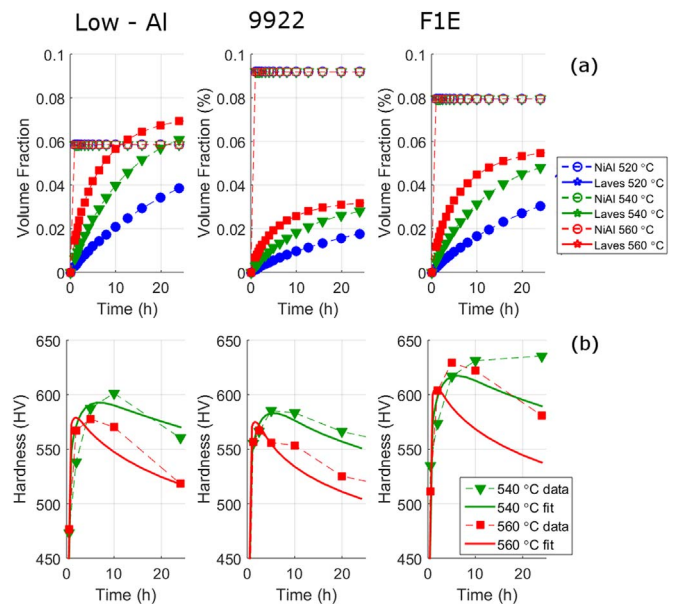 Low - Al 9922 F1E
(a)
Volume Fraction (%)
0.1
0.08
0.06
0.04
0.02
0
0 10 20
Time (h)
Volume Fraction (%)
0.1
0.08
0.06
0.04
0.02
0
0 10 20
Time (h)
Volume Fraction (%)
0.1
0.08
0.06
0.04
0.02
0
0 10 20
Time (h)
NiAl 520 °C
Laves 520 °C
NiAl 540 °C
Laves 540 °C
NiAl 560 °C
Laves 560 °C
(b)
Hardness (HV)
650
600
550
500
450
0 10 20
Time (h)
Hardness (HV)
650
600
550
500
450
0 10 20
Time (h)
Hardness (HV)
650
600
550
500
450
0 10 20
Time (h)
540 °C data
540 °C fit
560 °C data
560 °C fit